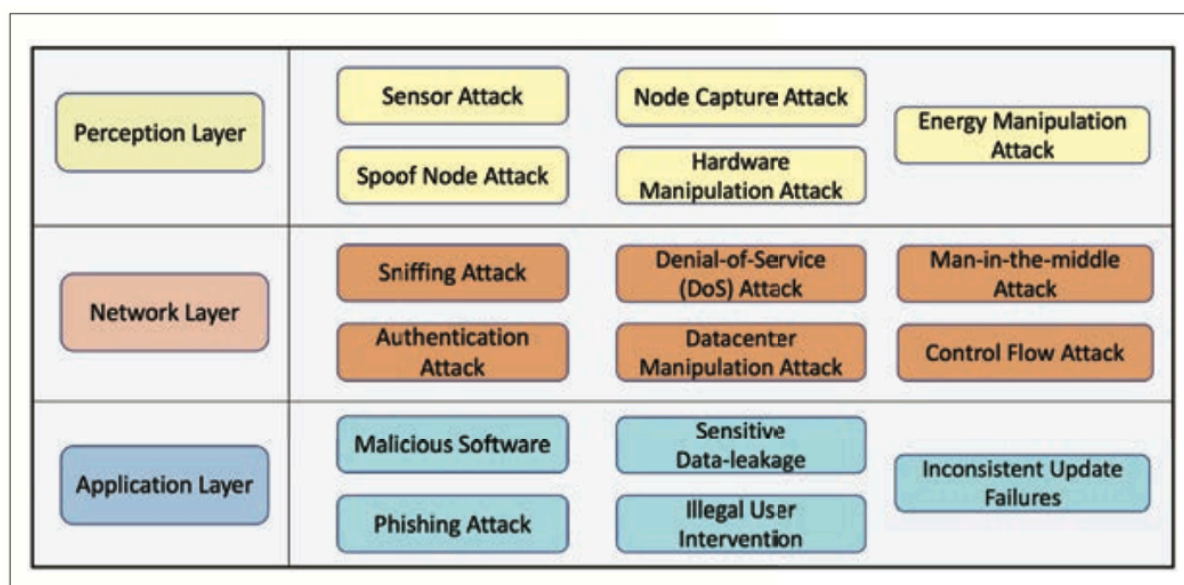 Perception Layer
Sensor Attack
Node Capture Attack
Energy Manipulation
Attack
Spoof Node Attack
Hardware
Manipulation Attack
Network Layer
Sniffing Attack
Denial-of-Service
(DoS) Attack
Man-in-the-middle
Attack
Authentication
Attack
Datacenter
Manipulation Attack
Control Flow Attack
Application Layer
Malicious Software
Sensitive
Data-leakage
Inconsistent Update
Failures
Phishing Attack
Illegal User
Intervention